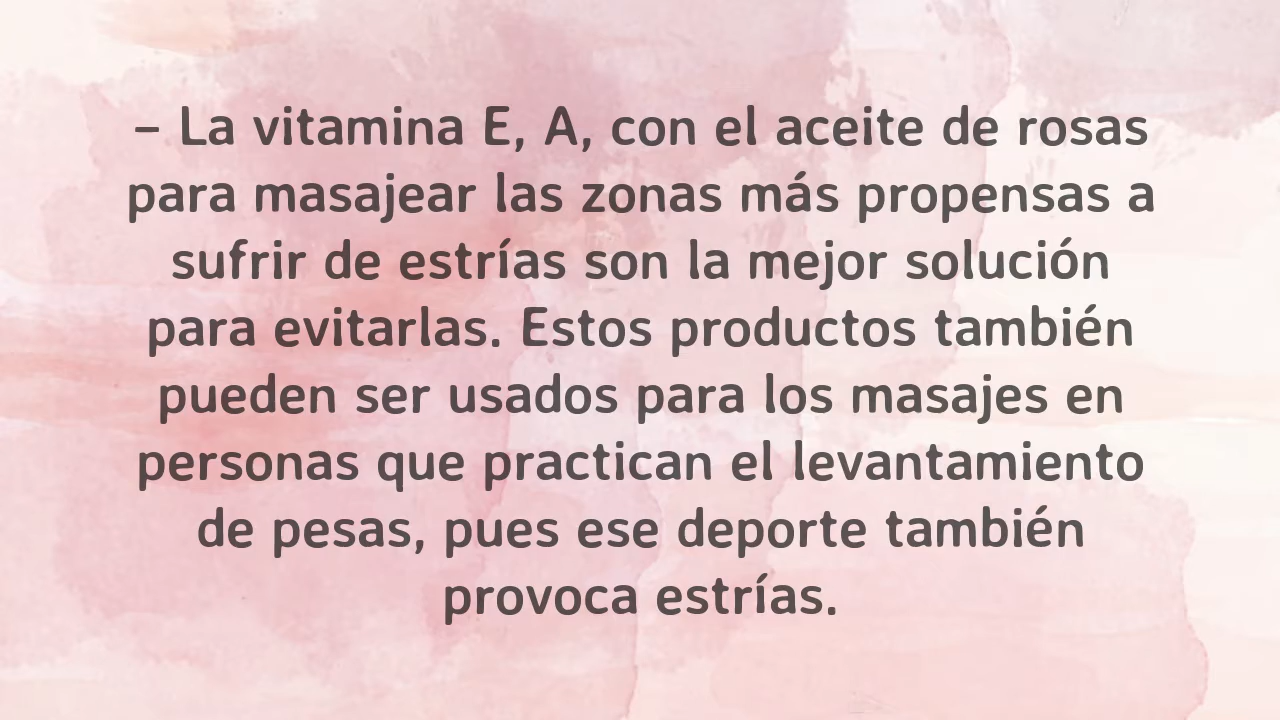 – La vitamina E, A, con el aceite de rosas
para masajear las zonas más propensas a
sufrir de estrías son la mejor solución
para evitarlas. Estos productos también
pueden ser usados para los masajes en
personas que practican el levantamiento
de pesas, pues ese deporte también
provoca estrías.